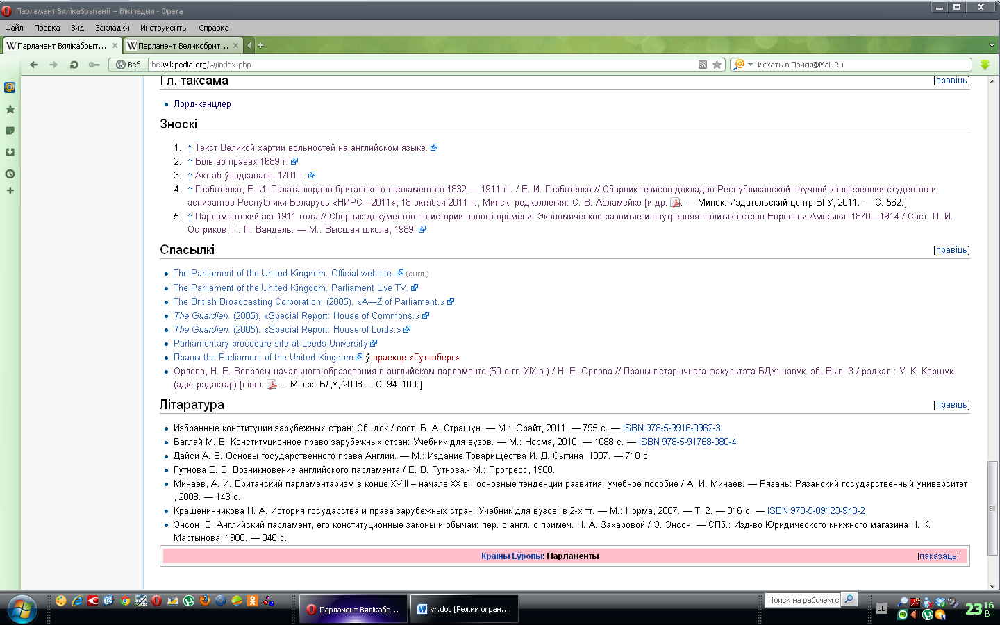 Парламент Вялікабрытаніі – Вікіпедыя - Opera
Файл Правка Вид Закладки Инструменты Справка
Парламент Вялікабрыт... Парламент Великобрит...
Веб be.wikipedia.org/w/index.php Искать в Поиск@Mail.Ru
Гл. таксама [правіць]
Лорд-канцлер
Зноскі
1. ↑ Текст Великой хартии вольностей на английском языке.
2. ↑ Біль аб правах 1689 г.
3. ↑ Акт аб ўладкаванні 1701 г.
4. ↑ Горботенко, Е. И. Палата лордов британского парламента в 1832 — 1911 гг. / Е. И. Горботенко // Сборник тезисов докладов Республиканской научной конференции студентов и
аспирантов Республики Беларусь «НИРС—2011», 18 октября 2011 г., Минск; редколлегия: С. В. Абламейко [и др. . — Минск: Издательский центр БГУ, 2011. — С. 562.]
5. ↑ Парламентский акт 1911 года // Сборник документов по истории нового времени. Экономическое развитие и внутренняя политика стран Европы и Америки. 1870—1914 / Сост. П. И.
Остриков, П. П. Вандель. — М.: Высшая школа, 1989.
Спасылкі [правіць]
The Parliament of the United Kingdom. Official website. (англ.)
The Parliament of the United Kingdom. Parliament Live TV.
The British Broadcasting Corporation. (2005). «A—Z of Parliament.»
The Guardian. (2005). «Special Report: House of Commons.»
The Guardian. (2005). «Special Report: House of Lords.»
Parliamentary procedure site at Leeds University
Працы the Parliament of the United Kingdom ў праекце «Гутэнберг»
Орлова, Н. Е. Вопросы начального образования в английском парламенте (50-е гг. XIX в.) / Н. Е. Орлова // Працы гістарычнага факультэта БДУ: навук. зб. Вып. 3 / рэдкал.: У. К. Коршук
(адк. рэдактар) [і інш. . – Мінск: БДУ, 2008. – С. 94–100.]
Літаратура [правіць]
Избранные конституции зарубежных стран: Сб. док / сост. Б. А. Страшун. — М.: Юрайт, 2011. — 795 с. — ISBN 978-5-9916-0962-3
Баглай М. В. Конституционное право зарубежных стран: Учебник для вузов. — М.: Норма, 2010. — 1088 с. — ISBN 978-5-91768-080-4
Дайси А. В. Основы государственного права Англии. — М.: Издание Товарищества И. Д. Сытина, 1907. — 710 с.
Гутнова Е. В. Возникновение английского парламента / Е. В. Гутнова.- М.: Прогресс, 1960.
Минаев, А. И. Британский парламентаризм в конце XVIII – начале XX в.: основные тенденции развития: учебное пособие / А. И. Минаев. — Рязань: Рязанский государственный университет
, 2008. — 143 с.
Крашенинникова Н. А. История государства и права зарубежных стран: Учебник для вузов: в 2-х тт. — М.: Норма, 2007. — Т. 2. — 816 с. — ISBN 978-5-89123-943-2
Энсон, В. Английский парламент, его конституционные законы и обычаи: пер. с англ. с примеч. Н. А. Захаровой / Э. Энсон. — СПб.: Изд-во Юридического книжного магазина Н. К.
Мартынова, 1908. — 346 с.
Краіны Еўропы: Парламенты [паказаць]
Парламент Вялікабр... vr.doc [Режим огран... Поиск на рабочем ст BE 23 16 Вт